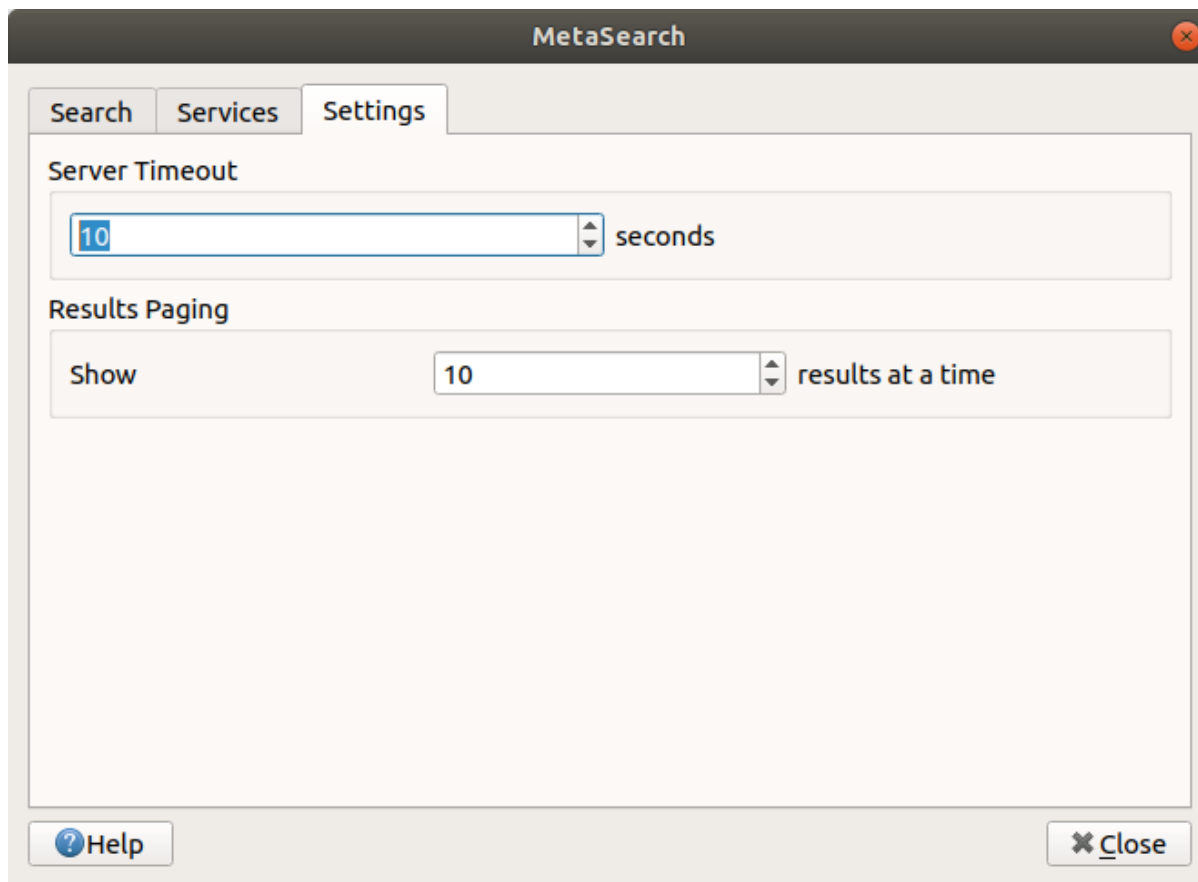 MetaSearch
Search Services Settings
Server Timeout
10 seconds
Results Paging
Show 10 results at a time
Help Close